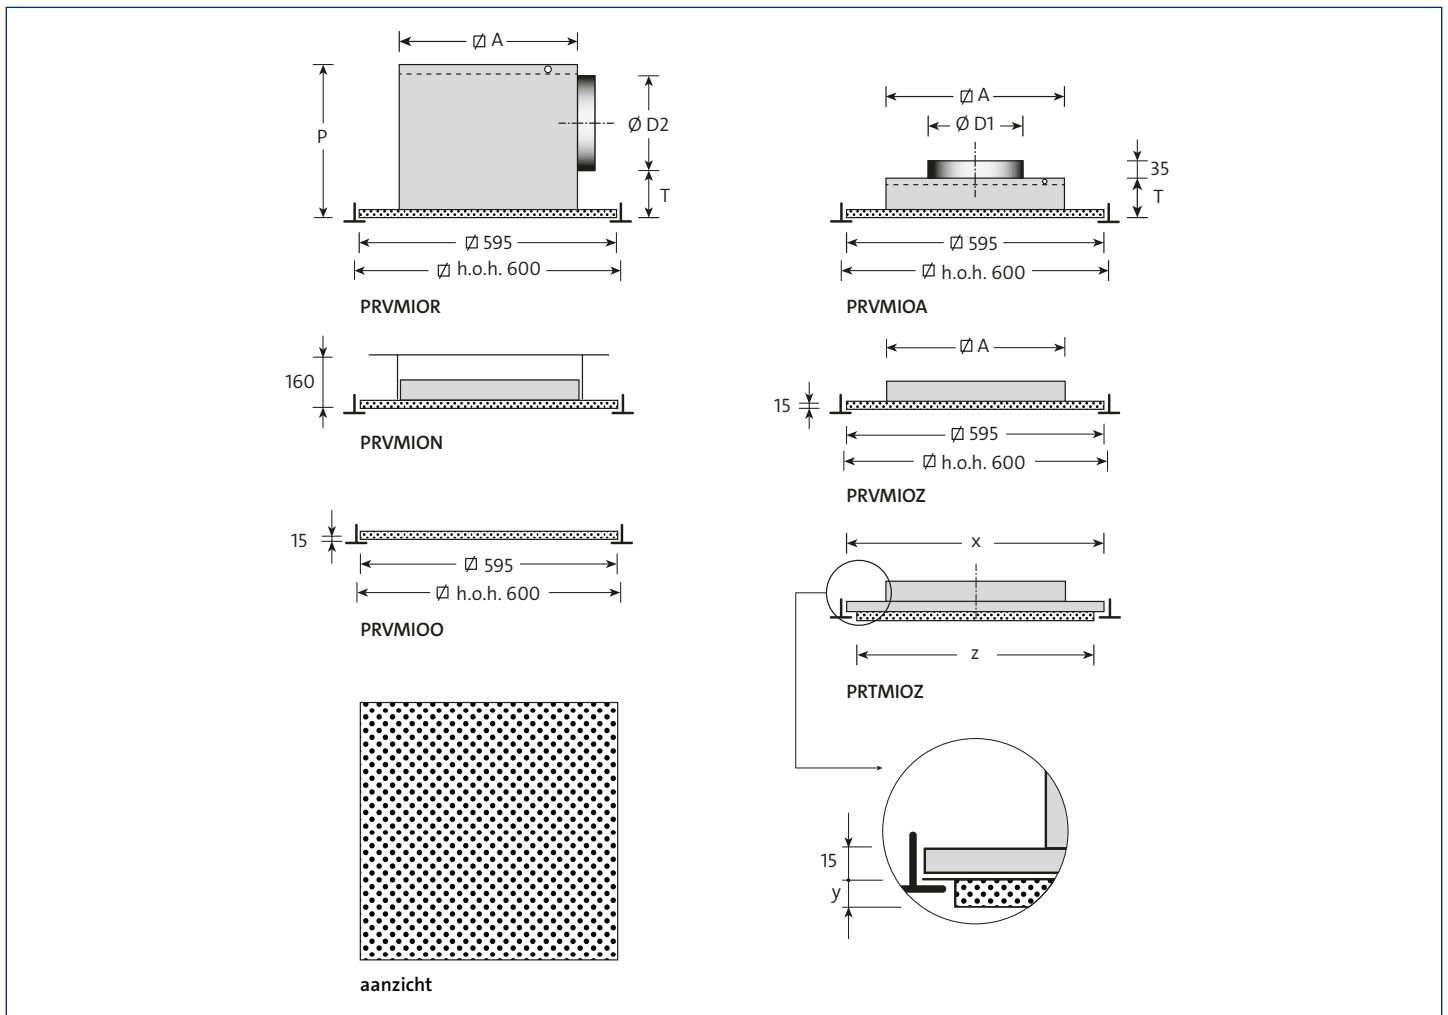 ⍁ A
P
Ø D2
T
⍁ 595
⍁ h.o.h. 600
PRVMIOR
⍁ A
Ø D1
35
T
⍁ 595
⍁ h.o.h. 600
PRVMIOA
160
PRVMION
⍁ A
15
⍁ 595
⍁ h.o.h. 600
PRVMIOZ
15
⍁ 595
⍁ h.o.h. 600
PRVMIOO
x
z
PRTMIOZ
15
y
aanzicht